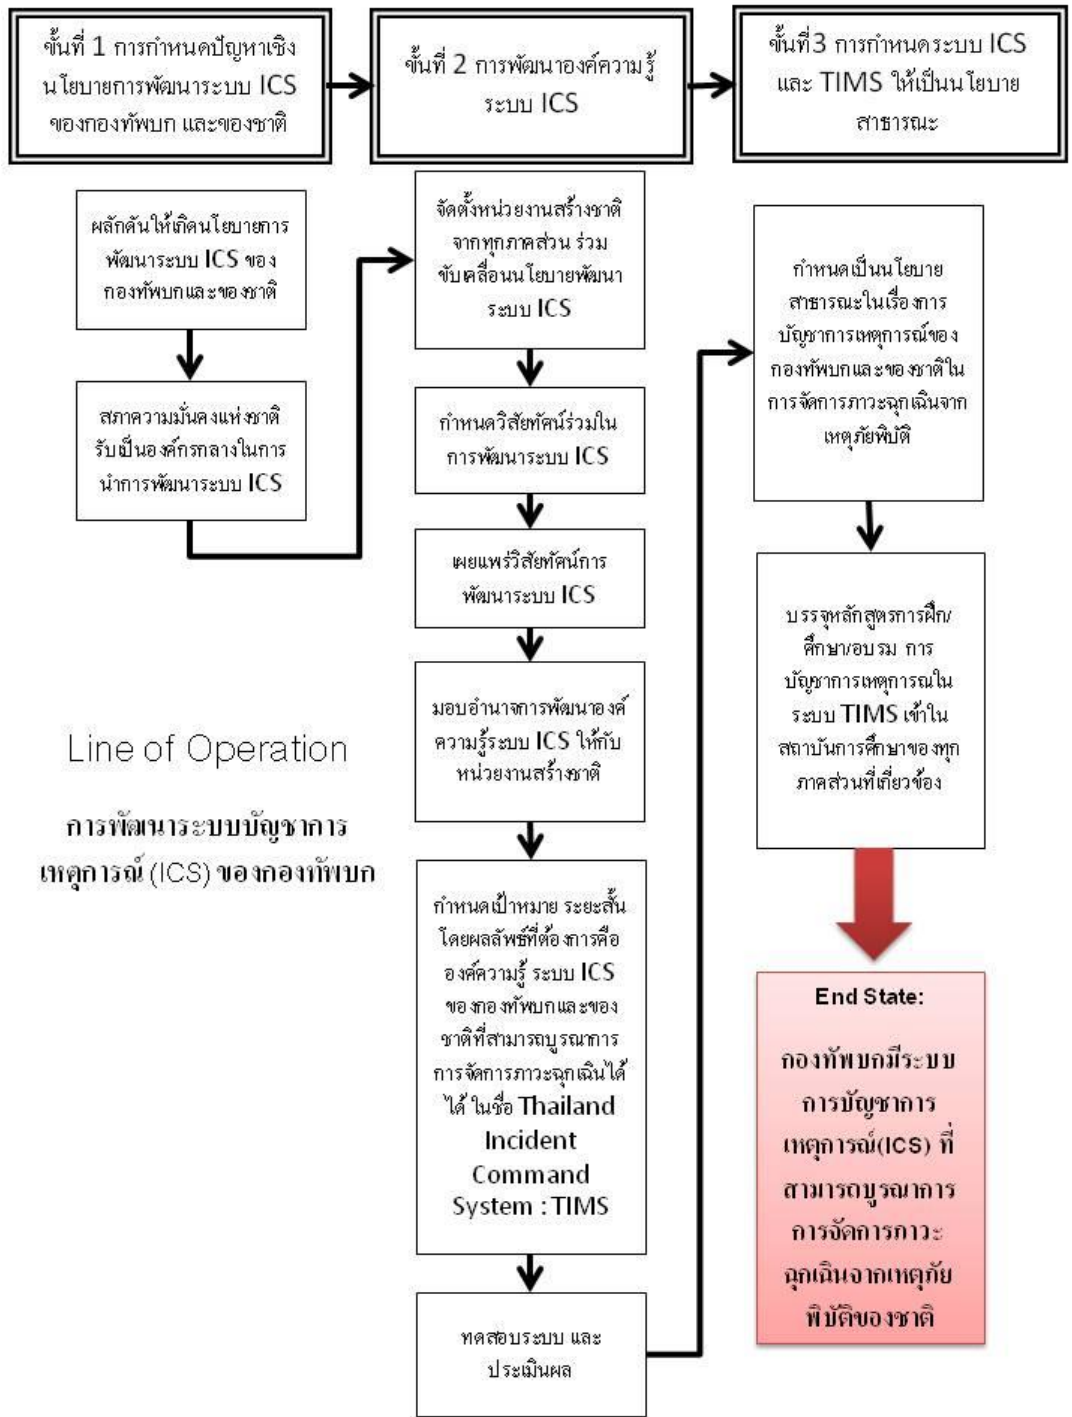 ขั้นที่ 1 การกำหนดปัญหาเชิง
นโยบายการพัฒนาระบบ ICS
ของกองทัพบก และของชาติ
ขั้นที่ 2 การพัฒนาองค์ความรู้
ระบบ ICS
ขั้นที่3 การกำหนดระบบ ICS
และ TIMS ให้เป็นนโยบาย
สาธารณะ
ผลักดันให้เกิดนโยบายการ
พัฒนาระบบ ICS ของ
กองทัพบกและของชาติ
สภาความมั่นคงแห่งชาติ
รับเป็นองค์กรกลางในการ
นำการพัฒนาระบบ ICS
จัดตั้งหน่วยงานสร้างชาติ
จากทุกภาคส่วน ร่วม
ขับเคลื่อนนโยบายพัฒนา
ระบบ ICS
กำหนดวิสัยทัศน์ร่วมใน
การพัฒนาระบบ ICS
เผยแพร่วิสัยทัศน์การ
พัฒนาระบบ ICS
มอบอำนาจการพัฒนาองค์
ความรู้ระบบ ICS ให้กับ
หน่วยงานสร้างชาติ
กำหนดเป้าหมาย ระยะสั้น
โดยผลลัพธ์ที่ต้องการคือ
องค์ความรู้ ระบบ ICS
ของกองทัพบกและของ
ชาติที่สามารถบูรณาการ
การจัดการภาวะฉุกเฉินได้
ได้ ในชื่อ Thailand
Incident
Command
System : TIMS
ทดสอบระบบ และ
ประเมินผล
กำหนดเป็นนโยบาย
สาธารณะในเรื่องการ
บัญชาการเหตุการณ์ของ
กองทัพบกและของชาติใน
การจัดการภาวะฉุกเฉินจาก
เหตุภัยพิบัติ
บรรจุหลักสูตรการฝึก/
ศึกษา/อบรม การ
บัญชาการเหตุการณใน
ระบบ TIMS เข้าใน
สถาบันการศึกษาของทุก
ภาคส่วนที่เกี่ยวข้อง
End State:
กองทัพบกมีระบบ
การบัญชาการ
เหตุการณ์(ICS) ที่
สามารถบูรณาการ
การจัดการภาวะ
ฉุกเฉินจากเหตุภัย
พิบัติของชาติ
Line of Operation
การพัฒนาระบบบัญชาการ
เหตุการณ์ (ICS) ของกองทัพบก